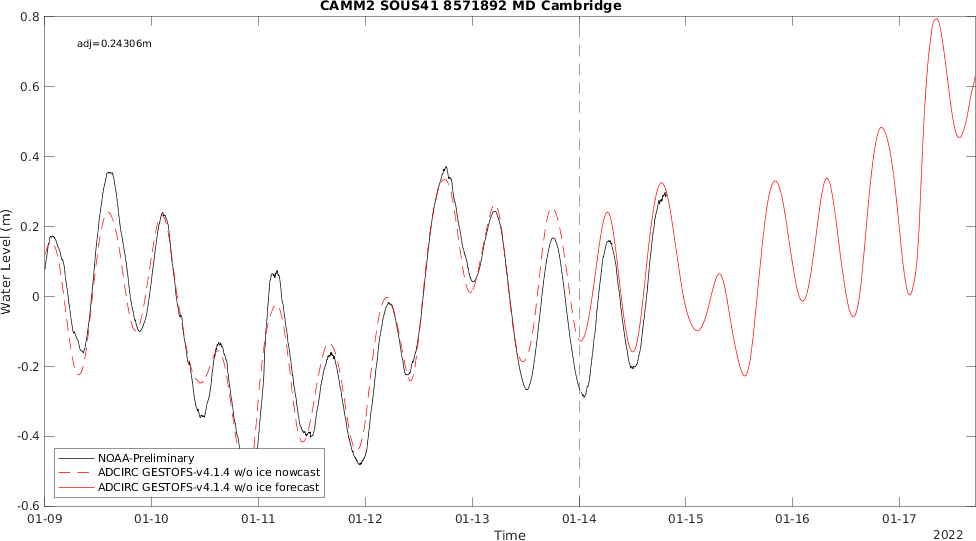 CAMM2 SOUS41 8571892 MD Cambridge
adj=0.24306m
0.8
0.6
0.4
0.2
0
-0.2
-0.4
-0.6
Water Level (m)
NOAA-Preliminary
ADCIRC GESTOFS-v4.1.4 w/o ice nowcast
ADCIRC GESTOFS-v4.1.4 w/o ice forecast
01-09 01-10 01-11 01-12 01-13 01-14 01-15 01-16 01-17
Time
2022